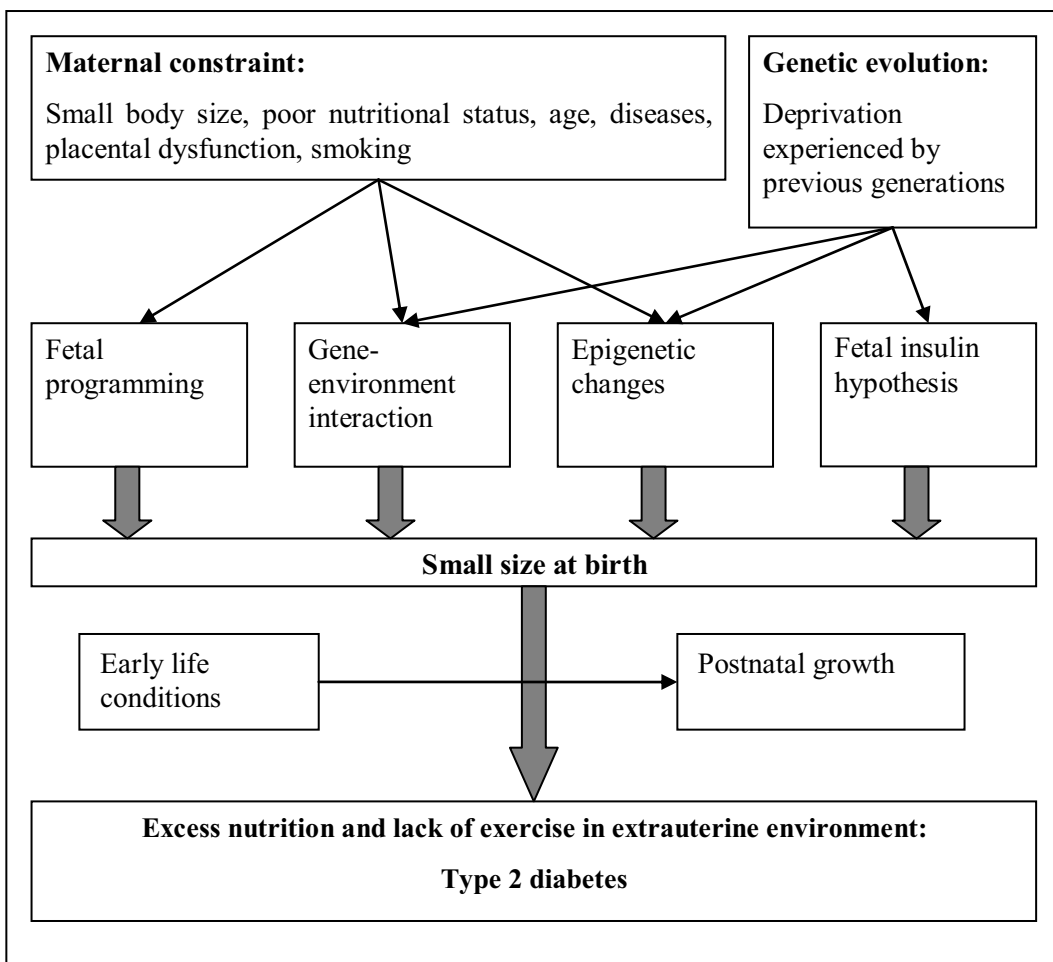 Maternal constraint:
Small body size, poor nutritional status, age, diseases,
placental dysfunction, smoking
Genetic evolution:
Deprivation
experienced by
previous generations
Fetal
programming
Gene-
environment
interaction
Epigenetic
changes
Fetal insulin
hypothesis
Small size at birth
Early life
conditions
Postnatal growth
Excess nutrition and lack of exercise in extrauterine environment:
Type 2 diabetes